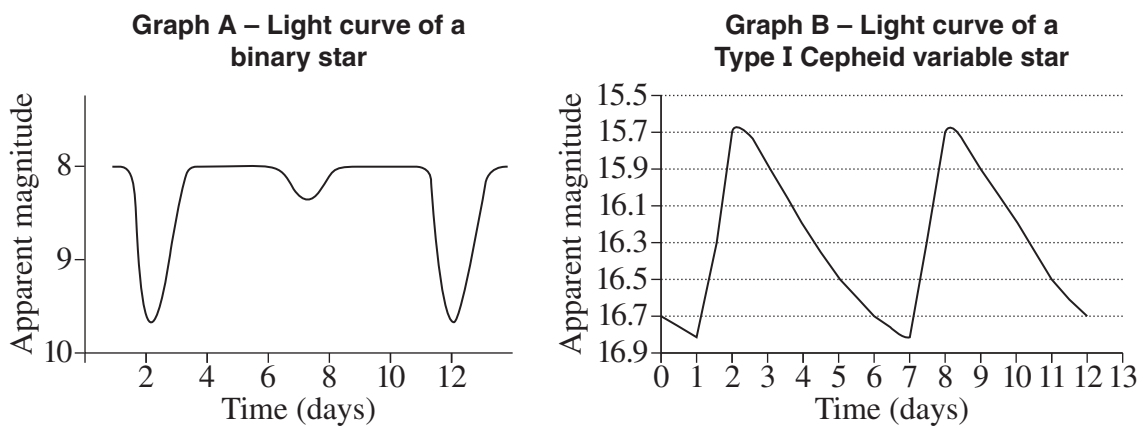 Graph A – Light curve of a
binary star
Apparent magnitude
8
9
10
2 4 6 8 10 12
Time (days)
Graph B – Light curve of a
Type I Cepheid variable star
Apparent magnitude
15.5
15.7
15.9
16.1
16.3
16.5
16.7
16.9
0 1 2 3 4 5 6 7 8 9 10 11 12 13
Time (days)